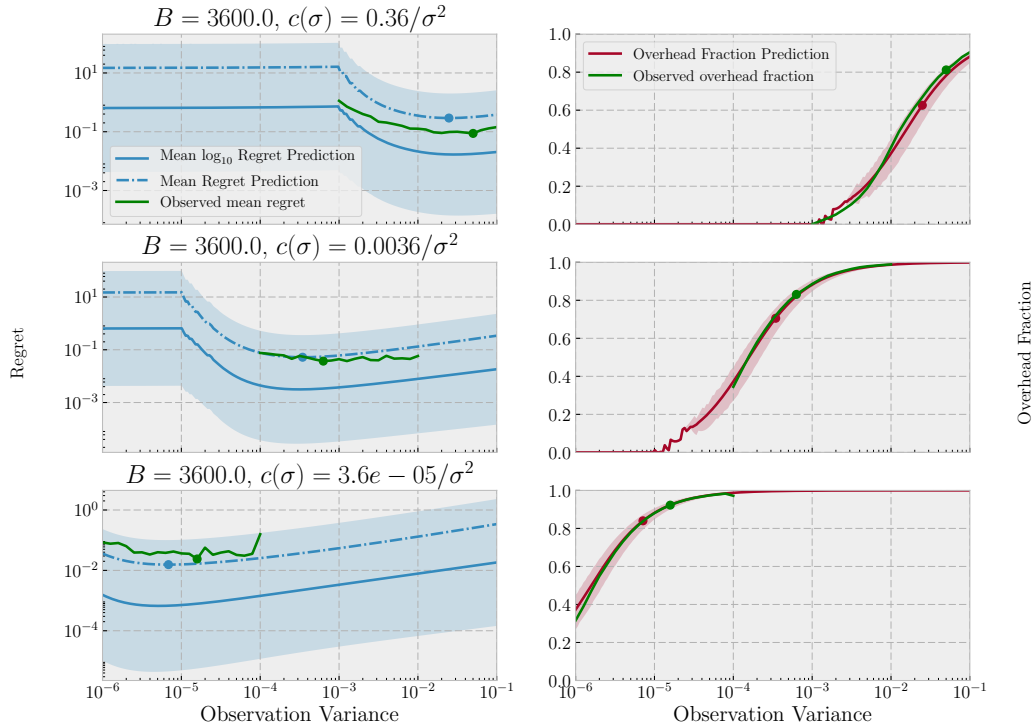 B = 3600.0, c(σ) = 0.36/σ²
10¹
10⁻¹
10⁻³
Mean log₁₀ Regret Prediction
Mean Regret Prediction
Observed mean regret
1.0
0.8
0.6
0.4
0.2
0.0
Overhead Fraction Prediction
Observed overhead fraction
B = 3600.0, c(σ) = 0.0036/σ²
10¹
10⁻¹
10⁻³
1.0
0.8
0.6
0.4
0.2
0.0
Regret
Overhead Fraction
B = 3600.0, c(σ) = 3.6e − 05/σ²
10⁰
10⁻²
10⁻⁴
10⁻⁶ 10⁻⁵ 10⁻⁴ 10⁻³ 10⁻² 10⁻¹
Observation Variance
1.0
0.8
0.6
0.4
0.2
0.0
10⁻⁶ 10⁻⁵ 10⁻⁴ 10⁻³ 10⁻² 10⁻¹
Observation Variance